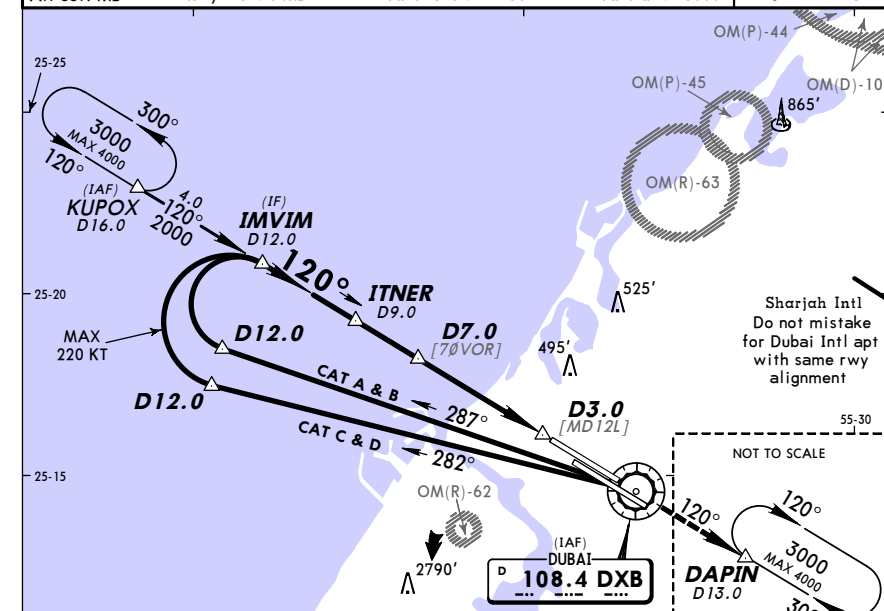 OM(P)-44
25-25
OM(P)-45
OM(D)-10
865'
300°
3000
MAX 4000
120°
OM(R)-63
(IAF)
KUPOX
D16.0
4.0
120°
2000
(IF)
IMVIM
D12.0
120°
ITNER
D9.0
525'
25-20
Sharjah Intl
Do not mistake
for Dubai Intl apt
with same rwy
alignment
MAX
220 KT
D12.0
D7.0
[7ØVOR]
495'
D12.0
CAT A & B
287°
D3.0
[MD12L]
CAT C & D
282°
55-30
NOT TO SCALE
25-15
OM(R)-62
120°
120°
3000
MAX 4000
(IAF)
DUBAI
D
108.4 DXB
2790'
DAPIN
D13.0